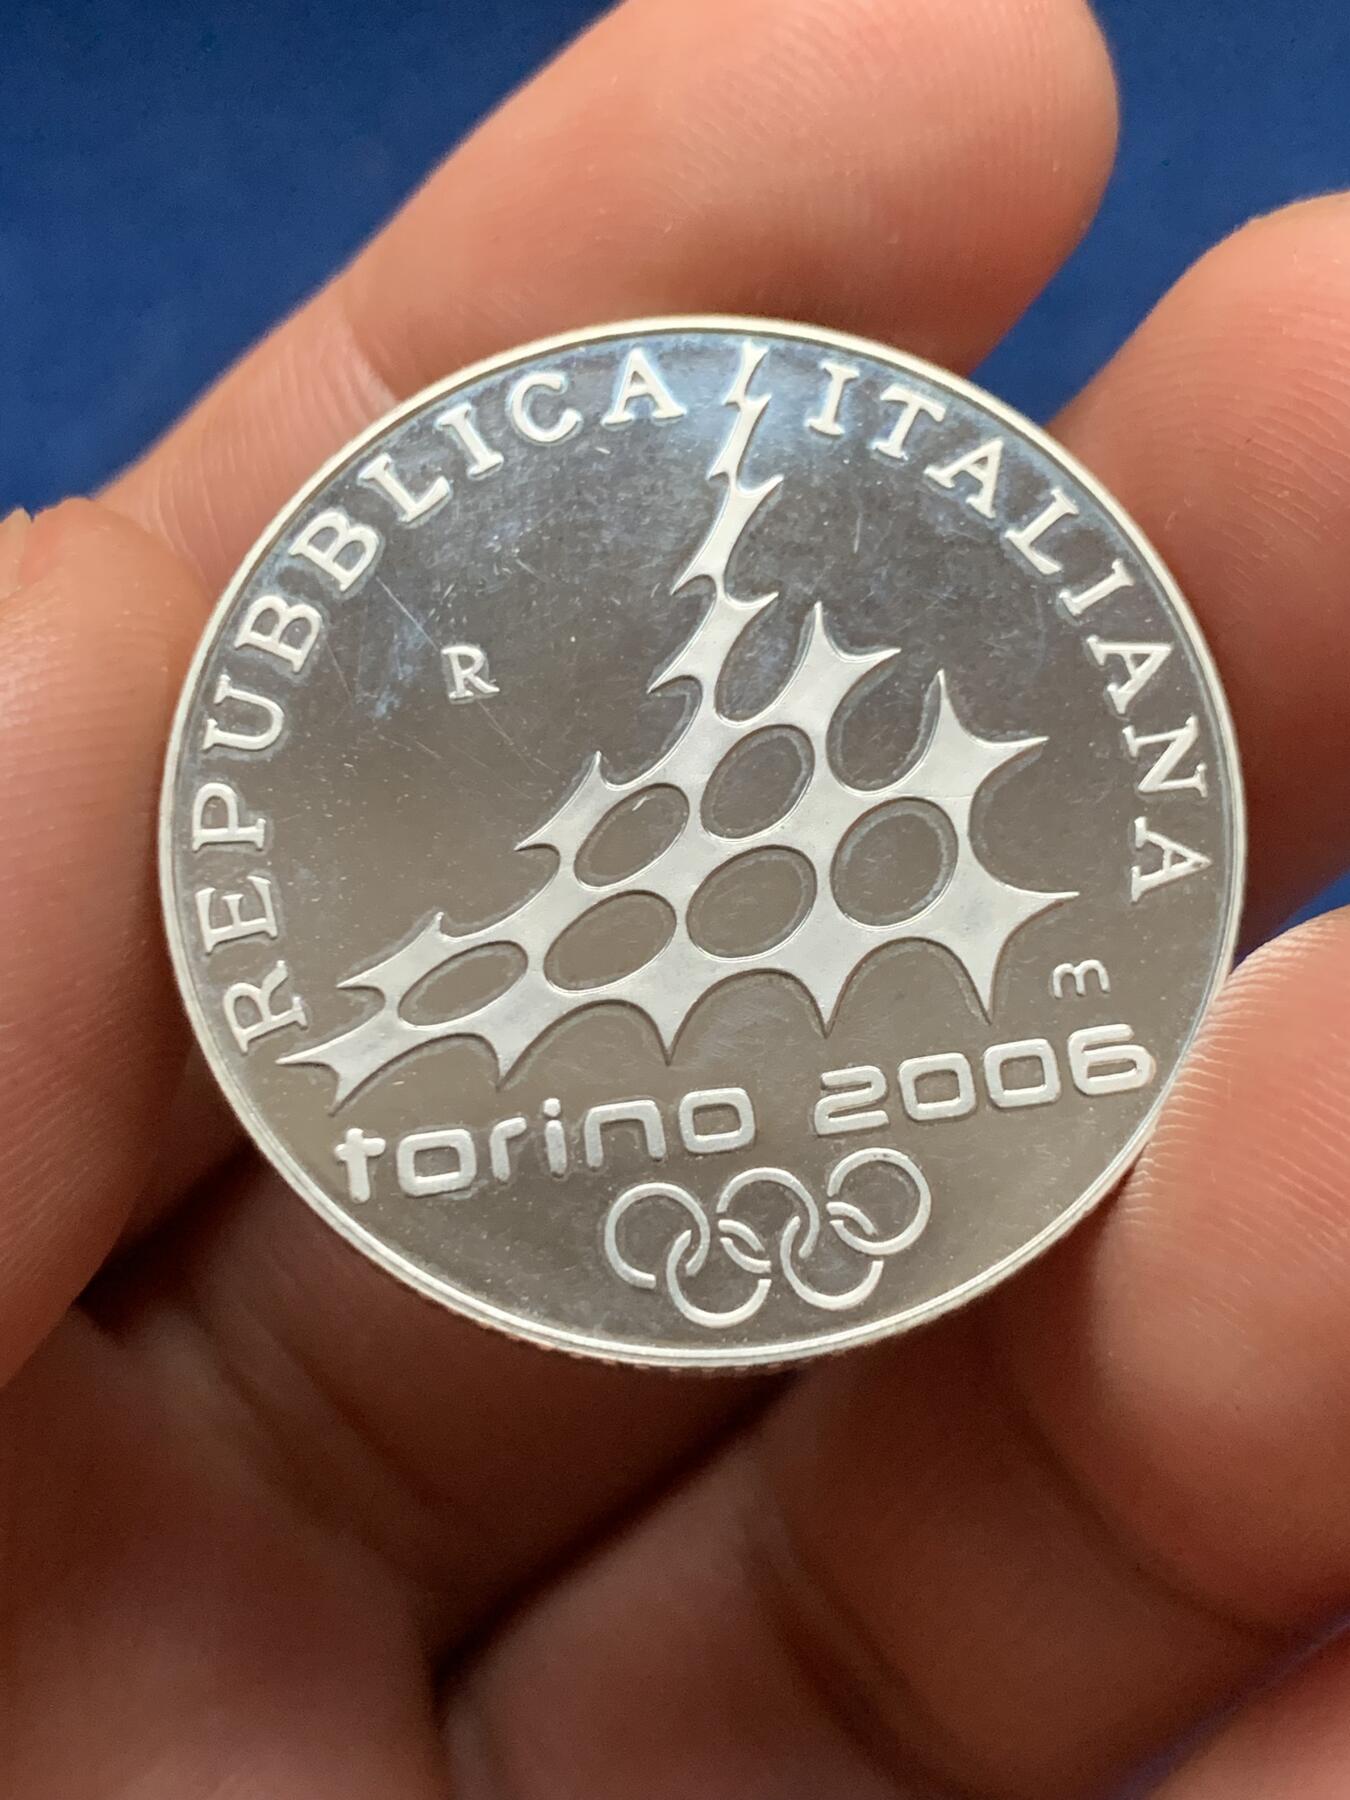 REPUBBLICA ITALIANA
R
m
torino 2006